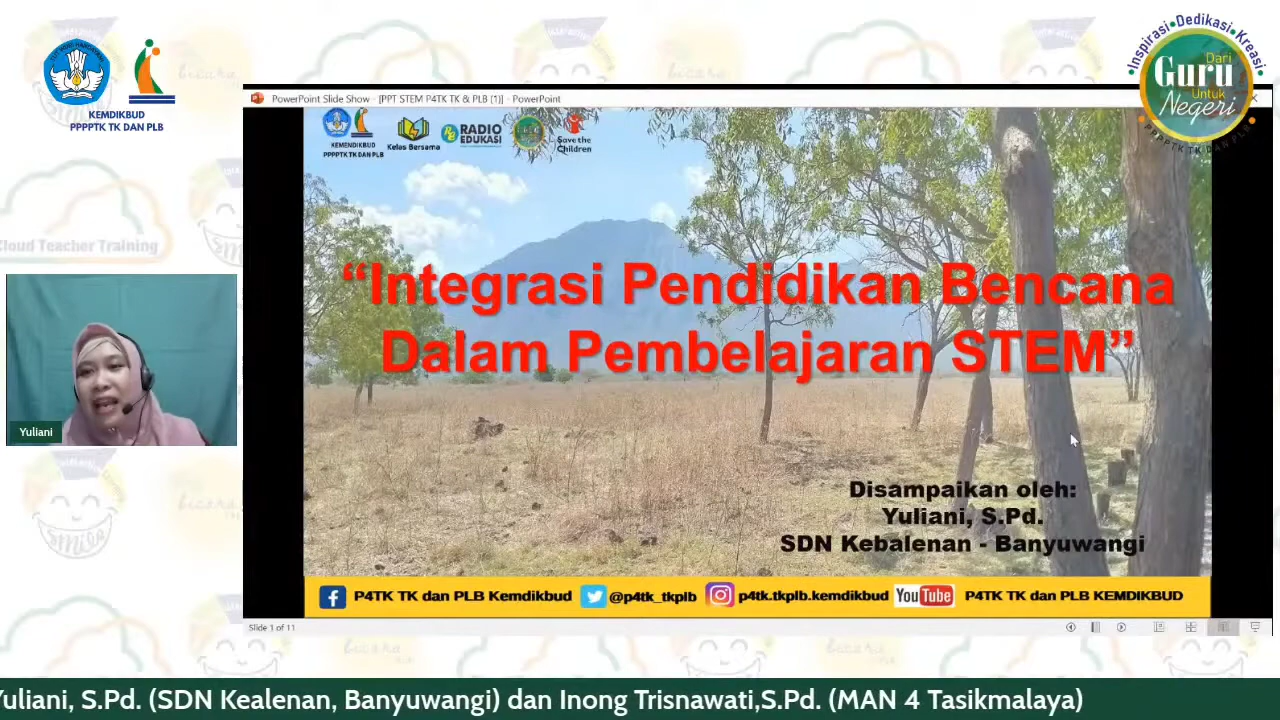 KEMDIKBUD
PPPPTK TK DAN PLB
Inspirasi•Dedikasi•Kreasi
Dari
Guru
Untuk
Negeri
PPPPTK TK DAN PLB
PowerPoint Slide Show - [PPT STEM P4TK TK & PLB (1)] - PowerPoint
KEMENDIKBUD
PPPPTK TK DAN PLB
Kelas Bersama
RADIO
EDUKASI
Save the
Children
“Integrasi Pendidikan Bencana
Dalam Pembelajaran STEM”
Cloud Teacher Training
Yuliani
Disampaikan oleh:
Yuliani, S.Pd.
SDN Kebalenan - Banyuwangi
P4TK TK dan PLB Kemdikbud @p4tk_tkplb p4tk.tkplb.kemdikbud YouTube P4TK TK dan PLB KEMDIKBUD
Slide 1 of 11
Yuliani, S.Pd. (SDN Kealenan, Banyuwangi) dan Inong Trisnawati,S.Pd. (MAN 4 Tasikmalaya)